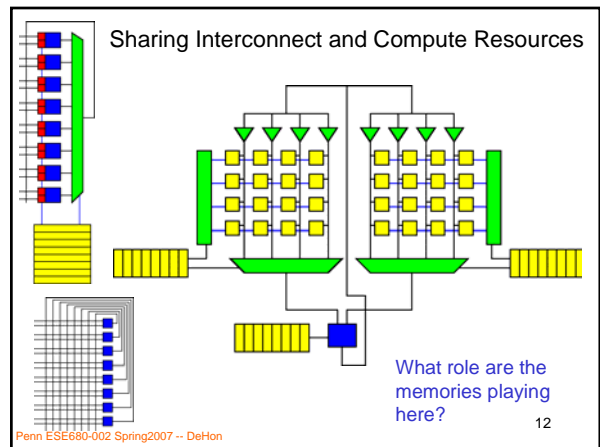 Sharing Interconnect and Compute Resources
What role are the
memories playing
here?
12
Penn ESE680-002 Spring2007 -- DeHon